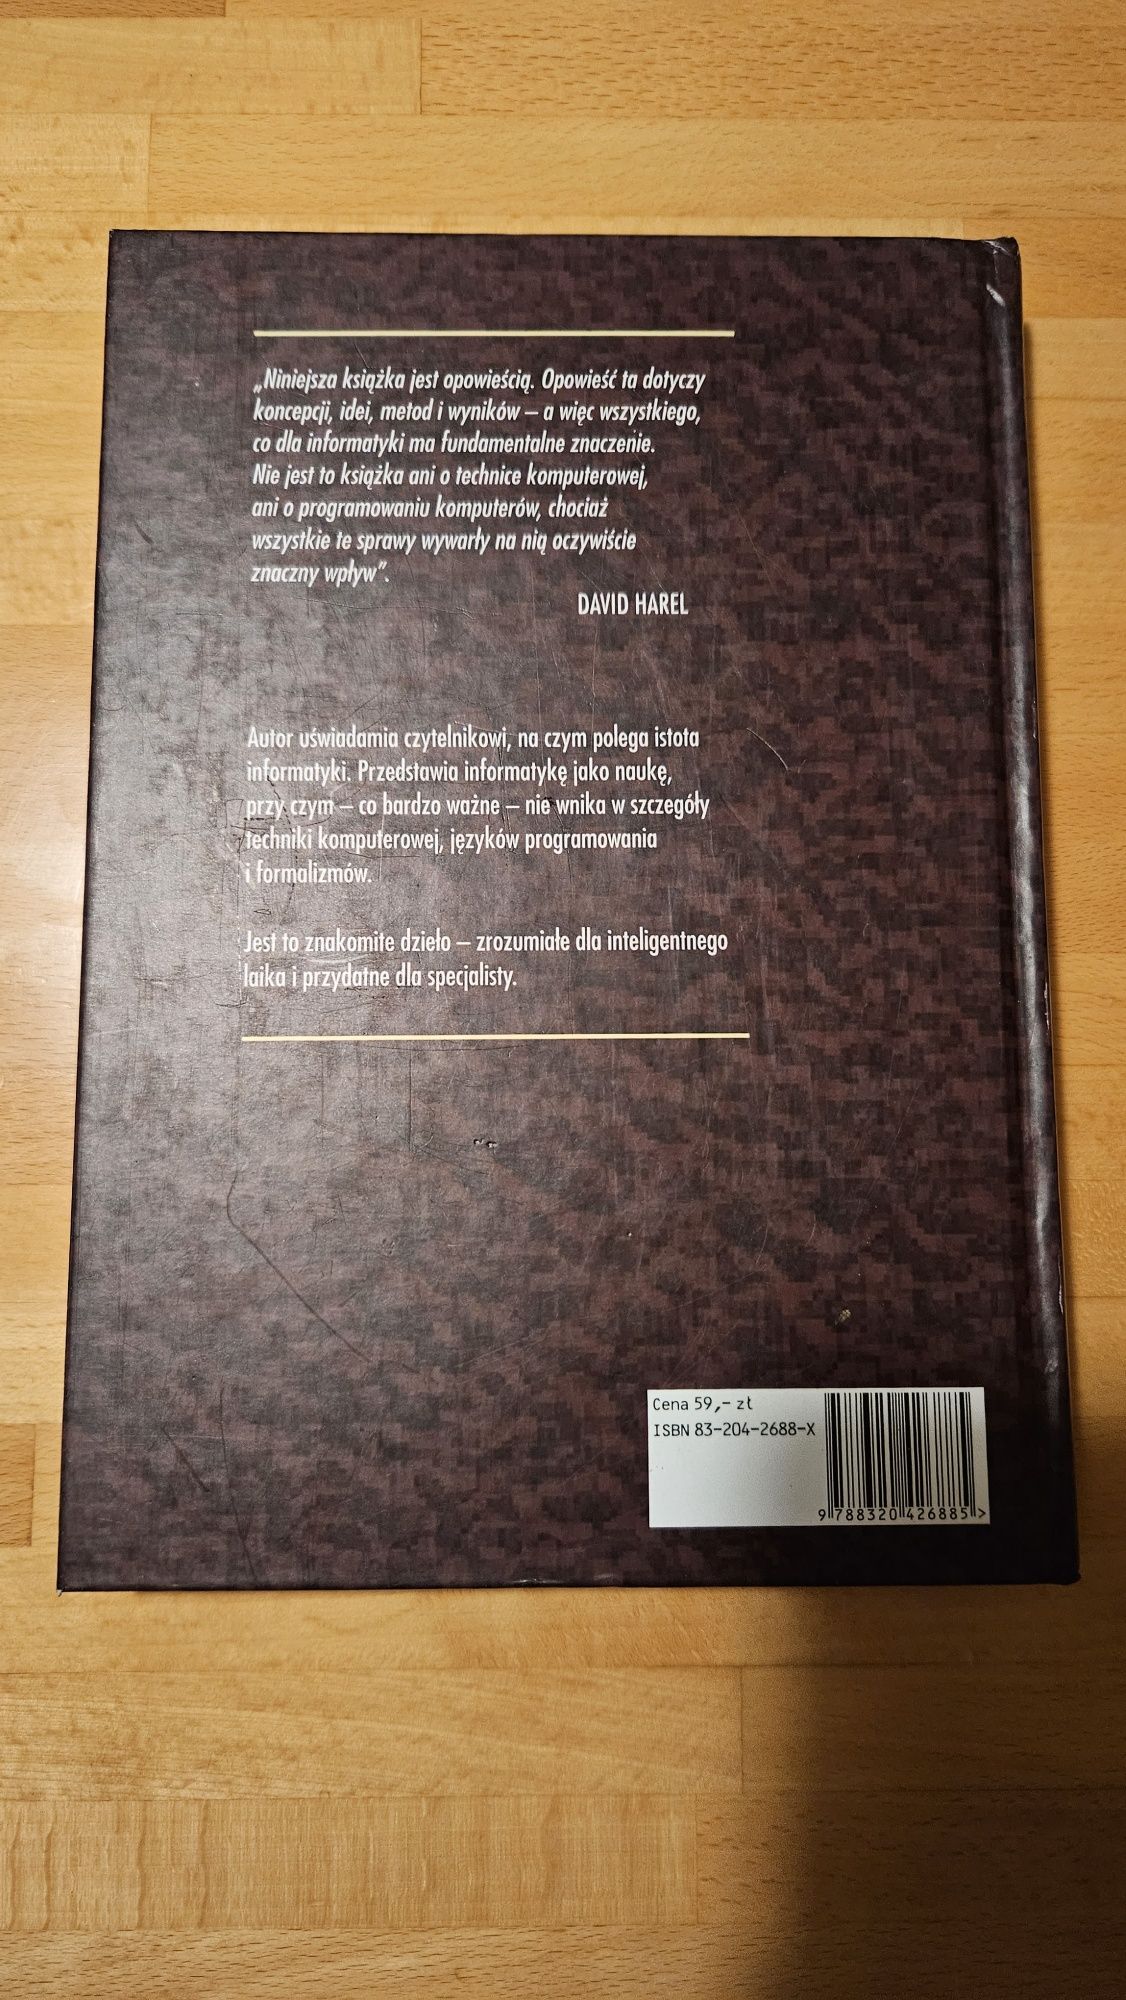 „Niniejsza książka jest opowieścią. Opowieść ta dotyczy
koncepcji, idei, metod i wyników – a więc wszystkiego,
co dla informatyki ma fundamentalne znaczenie.
Nie jest to książka ani o technice komputerowej,
ani o programowaniu komputerów, chociaż
wszystkie te sprawy wywarły na nią oczywiście
znaczny wpływ”.
DAVID HAREL
Autor uświadamia czytelnikowi, na czym polega istota
informatyki. Przedstawia informatykę jako naukę,
przy czym – co bardzo ważne – nie wnika w szczegóły
techniki komputerowej, języków programowania
i formalizmów.
Jest to znakomite dzieło – zrozumiałe dla inteligentnego
laika i przydatne dla specjalisty.
Cena 59,- zł
ISBN 83-204-2688-X
9 788320 426885 >